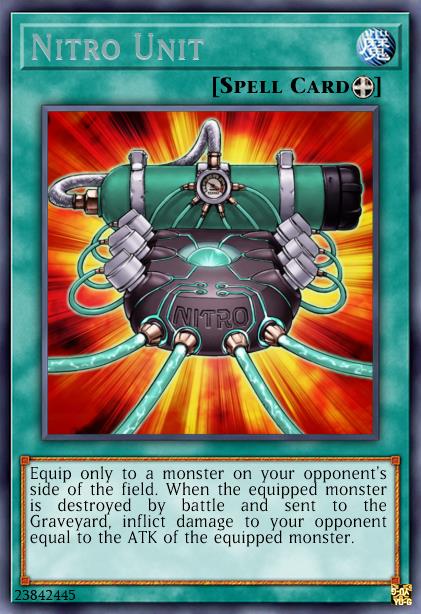 NITRO UNIT
[SPELL CARD]
NITRO
Equip only to a monster on your opponent's
side of the field. When the equipped monster
is destroyed by battle and sent to the
Graveyard, inflict damage to your opponent
equal to the ATK of the equipped monster.
23842445